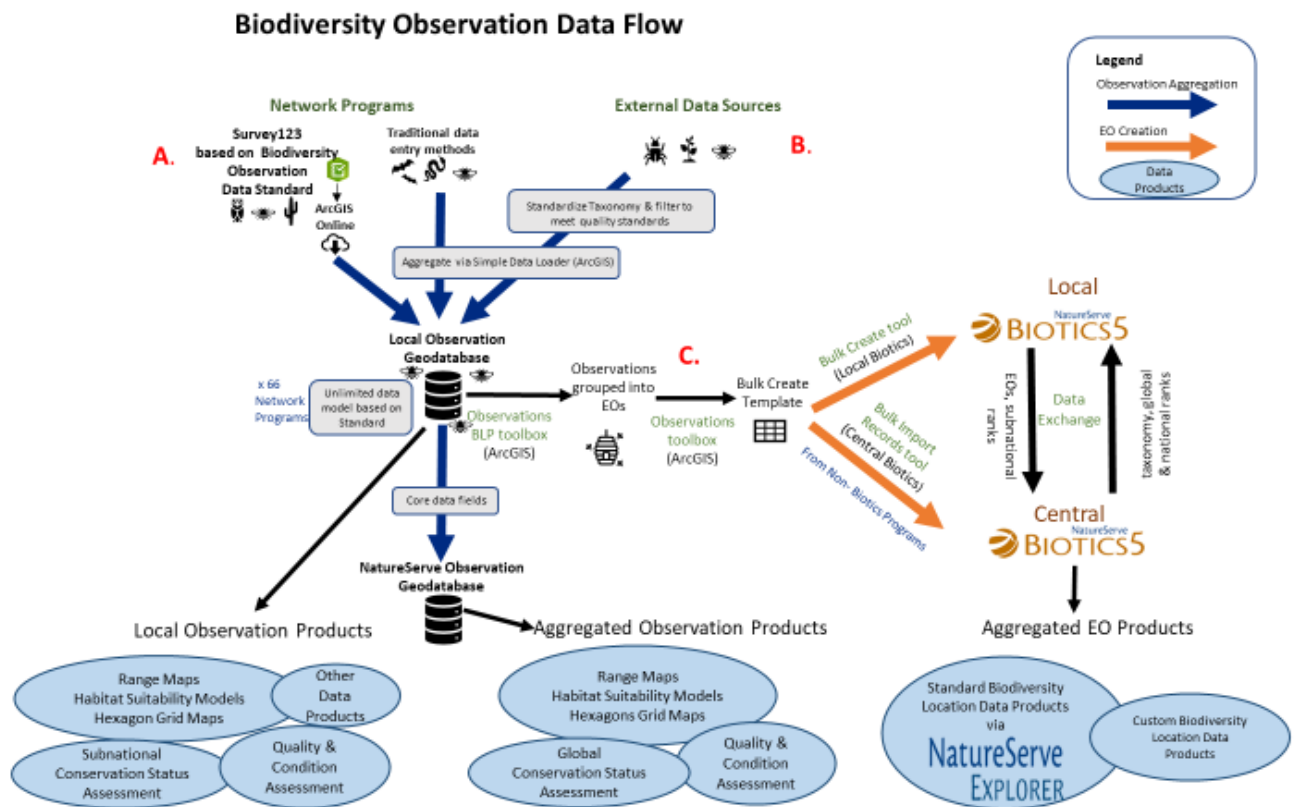 Biodiversity Observation Data Flow
Legend
Observation Aggregation
EO Creation
Data
Products
Network Programs
External Data Sources
A.
Survey123
based on Biodiversity
Observation
Data Standard
ArcGIS
Online
Traditional data
entry methods
B.
Standardize Taxonomy & filter to
meet quality standards
Aggregate via Simple Data Loader (ArcGIS)
Local Observation
Geodatabase
x 66
Network
Programs
Unlimited data
model based on
Standard
Observations
BLP toolbox
(ArcGIS)
C.
Observations
grouped into
EOs
Observations
toolbox
(ArcGIS)
Bulk Create
Template
Bulk Create tool
(Local Biotics)
Bulk Import
Records tool
(Central Biotics)
From Non- Biotics Programs
Local
NatureServe
BIOTICS 5
EOs, subnational
ranks
Data
Exchange
taxonomy, global
& national ranks
Central
NatureServe
BIOTICS 5
Core data fields
NatureServe Observation
Geodatabase
Local Observation Products
Range Maps
Habitat Suitability Models
Hexagon Grid Maps
Other
Data
Products
Subnational
Conservation Status
Assessment
Quality &
Condition
Assessment
Aggregated Observation Products
Range Maps
Habitat Suitability Models
Hexagons Grid Maps
Global
Conservation Status
Assessment
Quality &
Condition
Assessment
Aggregated EO Products
Standard Biodiversity
Location Data Products
via
NatureServe
EXPLORER
Custom Biodiversity
Location Data
Products